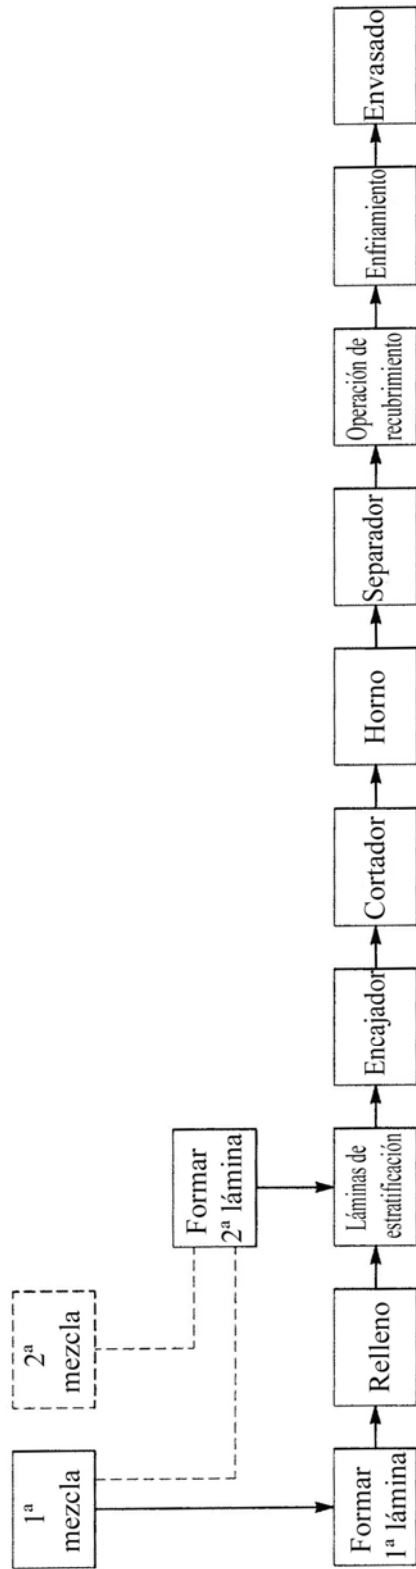 1ª
mezcla
2ª
mezcla
Formar
2ª lámina
Formar
1ª lámina
Relleno
Láminas de
estratificación
Encajador
Cortador
Horno
Separador
Operación de
recubrimiento
Enfriamiento
Envasado